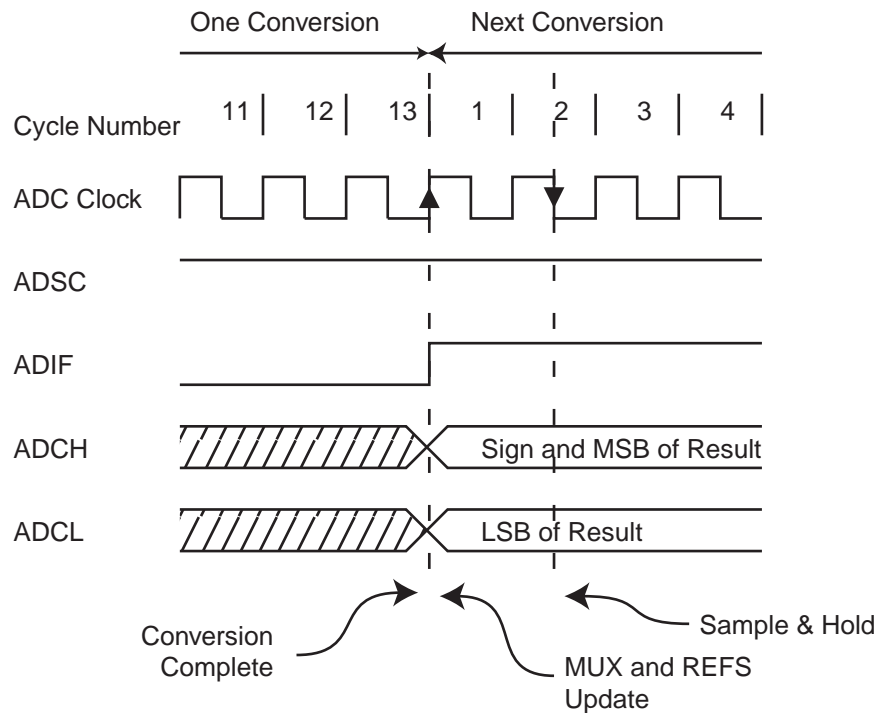 One Conversion Next Conversion
Cycle Number 11 12 13 1 2 3 4
ADC Clock
ADSC
ADIF
ADCH Sign and MSB of Result
ADCL LSB of Result
Conversion
Complete
MUX and REFS
Update
Sample & Hold